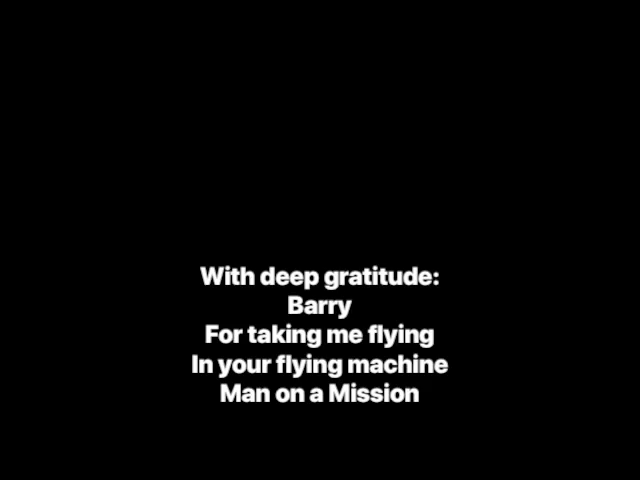 With deep gratitude:
Barry
For taking me flying
In your flying machine
Man on a Mission